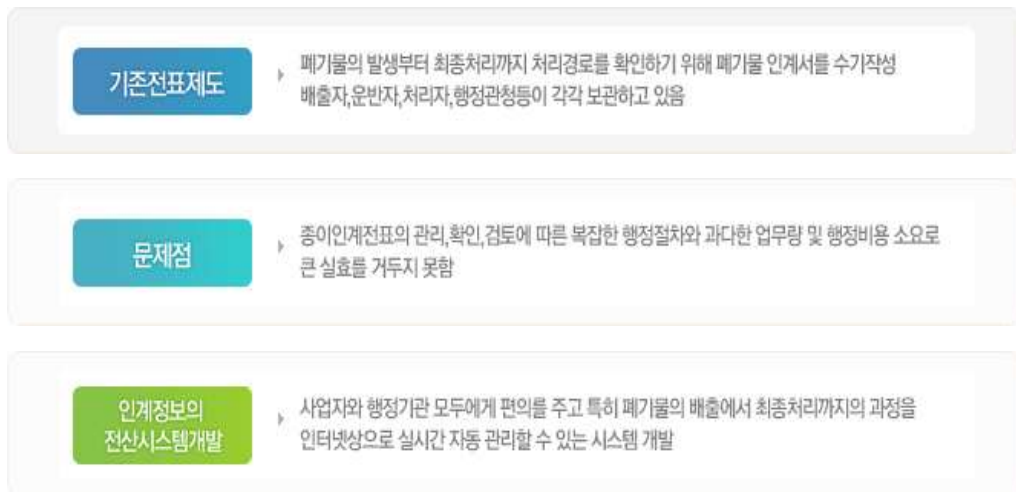 기존전표제도
폐기물의 발생부터 최종처리까지 처리경로를 확인하기 위해 폐기물 인계서를 수기작성
배출자,운반자,처리자,행정관청등이 각각 보관하고 있음
문제점
종이인계전표의 관리,확인,검토에 따른 복잡한 행정절차와 과다한 업무량 및 행정비용 소요로
큰 실효를 거두지 못함
인계정보의
전산시스템개발
사업자와 행정기관 모두에게 편의를 주고 특히 폐기물의 배출에서 최종처리까지의 과정을
인터넷상으로 실시간 자동 관리할 수 있는 시스템 개발